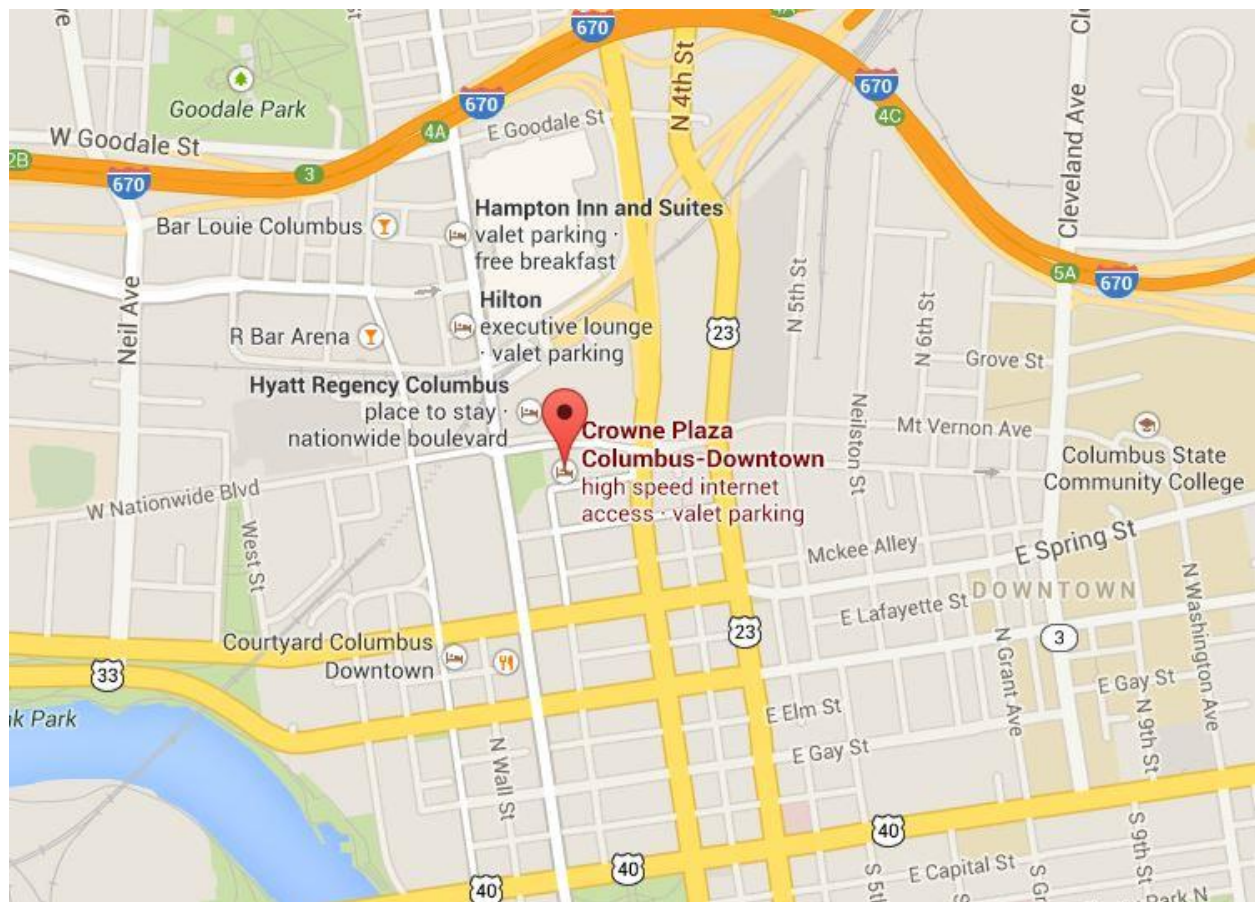 670
N 4th St
Cleveland Ave
Goodale Park
670
670
4A
4C
E Goodale St
W Goodale St
2B
3
670
Hampton Inn and Suites
valet parking ·
free breakfast
Bar Louie Columbus
5A
670
Neil Ave
Hilton
executive lounge
· valet parking
R Bar Arena
23
N 5th St
N 6th St
Grove St
Hyatt Regency Columbus
place to stay ·
nationwide boulevard
Crowne Plaza
Columbus-Downtown
high speed internet
access · valet parking
Neilston St
Mt Vernon Ave
Columbus State
Community College
W Nationwide Blvd
West St
Mckee Alley
E Spring St
DOWNTOWN
N Washington Ave
E Lafayette St
23
3
N Grant Ave
Courtyard Columbus
Downtown
33
E Gay St
N 9th St
nk Park
E Elm St
E Gay St
N Wall St
40
40
40
S 5th
E Capital St
S 9th St
S Gr
Park N